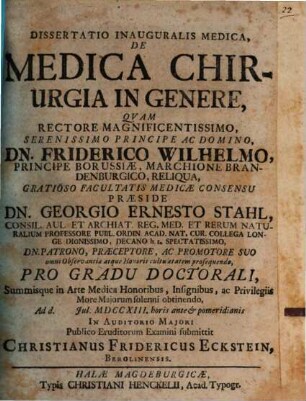 22
DISSERTATIO INAUGURALIS MEDICA,
DE
MEDICA CHIR-
URGIA IN GENERE,
QVAM
RECTORE MAGNIFICENTISSIMO,
SERENISSIMO PRINCIPE AC DOMINO,
DN. FRIDERICO WILHELMO,
PRINCIPE BORUSSIÆ, MARCHIONE BRAN-
DENBURGICO, RELIQUA,
GRATIOSO FACULTATIS MEDICÆ CONSENSU
PRÆSIDE
DN. GEORGIO ERNESTO STAHL,
CONSIL. AUL. ET ARCHIAT. REG. MED. ET RERUM NATU-
RALIUM PROFESSORE PUBL. ORDIN ACAD. NAT. CUR. COLLEGA LON-
GE DIGNISSIMO, DECANO h. t. SPECTATISSIMO,
DN. PATRONO, PRÆCEPTORE, AC PROMOTORE SUO
omni Observantiæ atque honoris cultu ætatem prosequendo,
PRO GRADU DOCTORALI,
Summisque in Arte Medica Honoribus, Insignibus, ac Privilegiis
More Majorum solenni obtinendo,
Ad d. Jul. MDCCXIII, horis ante & pomeridianis
IN AUDITORIO MAJORI
Publico Eruditorum Examini submittit
CHRISTIANUS FRIDERICUS ECKSTEIN,
BEROLINENSIS.
HALÆ MAGDEBURGICÆ,
Typis CHRISTIANI HENCKELII, Acad. Typogr.